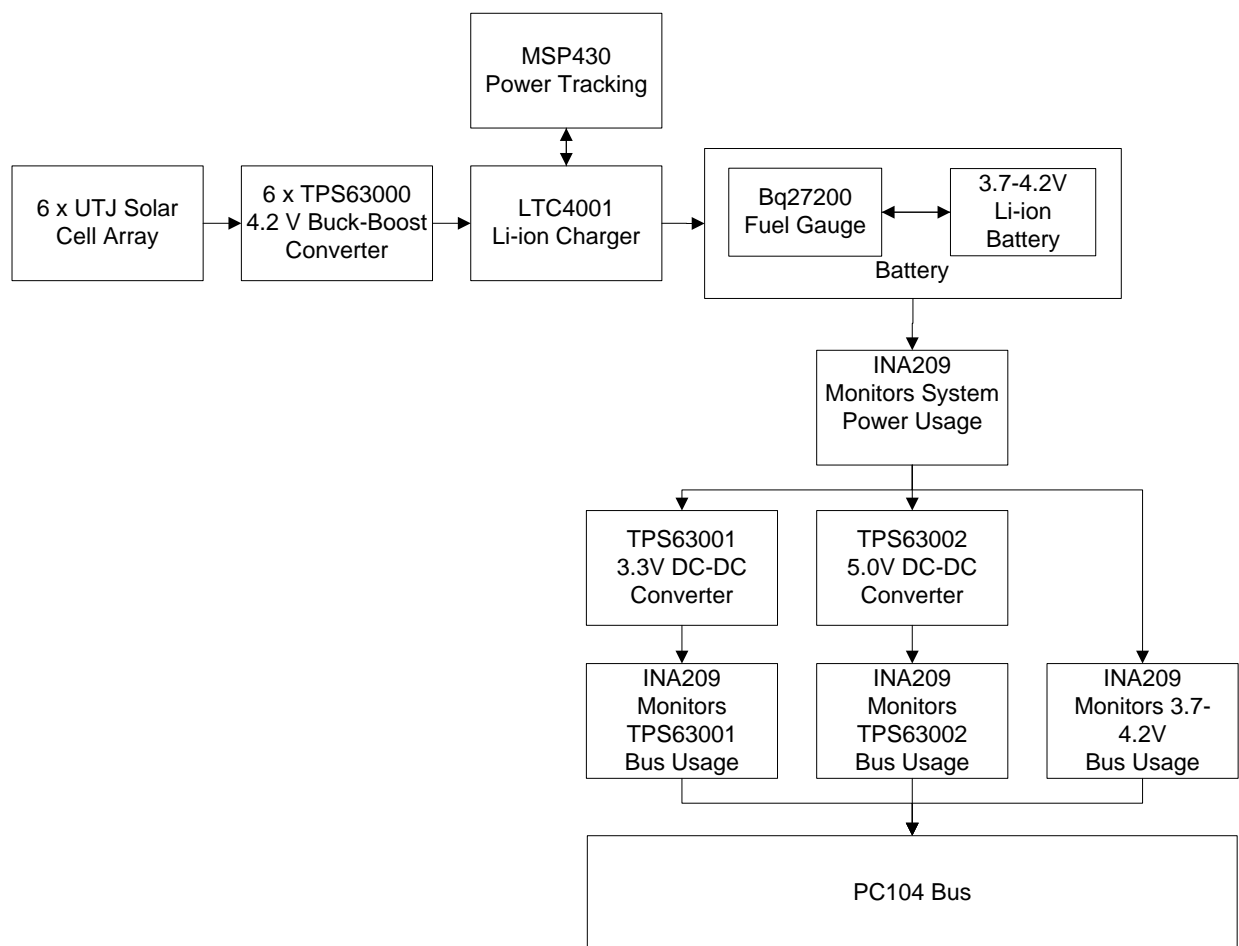 MSP430
Power Tracking
6 x UTJ Solar
Cell Array
6 x TPS63000
4.2 V Buck-Boost
Converter
LTC4001
Li-ion Charger
Bq27200
Fuel Gauge
3.7-4.2V
Li-ion
Battery
Battery
INA209
Monitors System
Power Usage
TPS63001
3.3V DC-DC
Converter
TPS63002
5.0V DC-DC
Converter
INA209
Monitors
TPS63001
Bus Usage
INA209
Monitors
TPS63002
Bus Usage
INA209
Monitors 3.7-
4.2V
Bus Usage
PC104 Bus